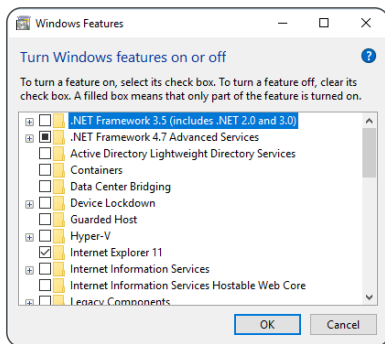 Windows Features
Turn Windows features on or off
To turn a feature on, select its check box. To turn a feature off, clear its
check box. A filled box means that only part of the feature is turned on.
.NET Framework 3.5 (includes .NET 2.0 and 3.0)
.NET Framework 4.7 Advanced Services
Active Directory Lightweight Directory Services
Containers
Data Center Bridging
Device Lockdown
Guarded Host
Hyper-V
Internet Explorer 11
Internet Information Services
Internet Information Services Hostable Web Core
Legacy Components
OK
Cancel